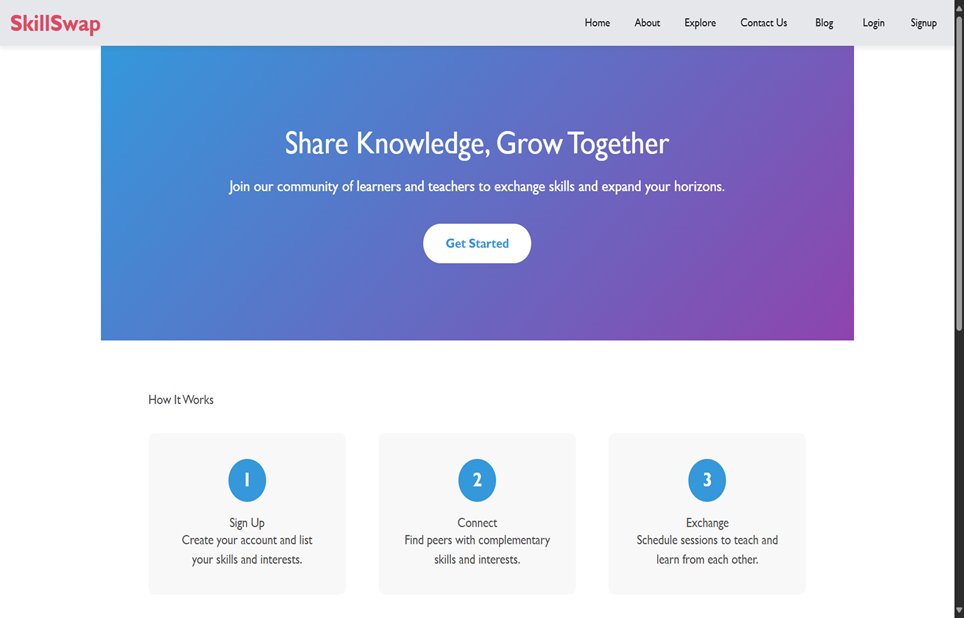 SkillSwap
Home About Explore Contact Us Blog Login Signup
Share Knowledge, Grow Together
Join our community of learners and teachers to exchange skills and expand your horizons.
Get Started
How It Works
1
Sign Up
Create your account and list
your skills and interests.
2
Connect
Find peers with complementary
skills and interests.
3
Exchange
Schedule sessions to teach and
learn from each other.